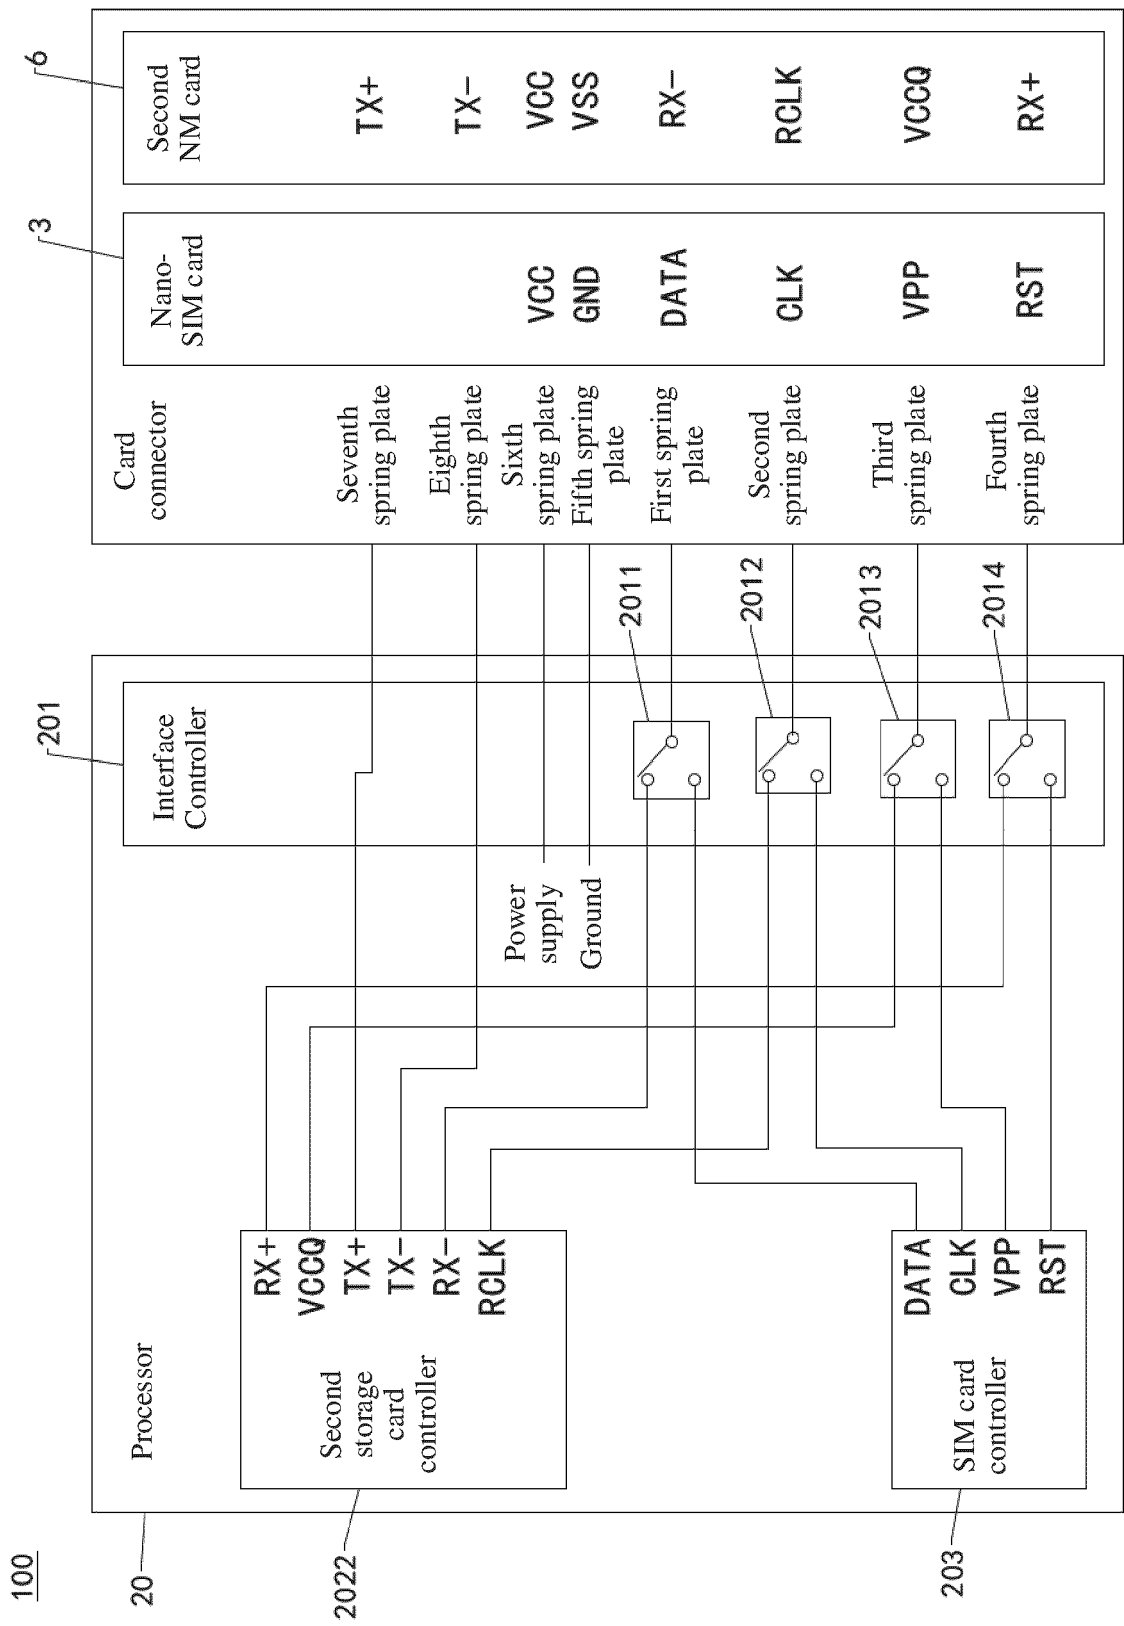 100
20
Processor
2022
Second
storage
card
controller
RX+
VCCQ
TX+
TX-
RX-
RCLK
203
SIM card
controller
DATA
CLK
VPP
RST
201
Interface
Controller
Power
supply
Ground
2011
2012
2013
2014
Card
connector
Seventh
spring plate
Eighth
spring plate
Sixth
spring plate
Fifth spring
plate
First spring
plate
Second
spring plate
Third
spring plate
Fourth
spring plate
3
Nano-
SIM card
VCC
GND
DATA
CLK
VPP
RST
6
Second
NM card
TX+
TX-
VCC
VSS
RX-
RCLK
VCCQ
RX+